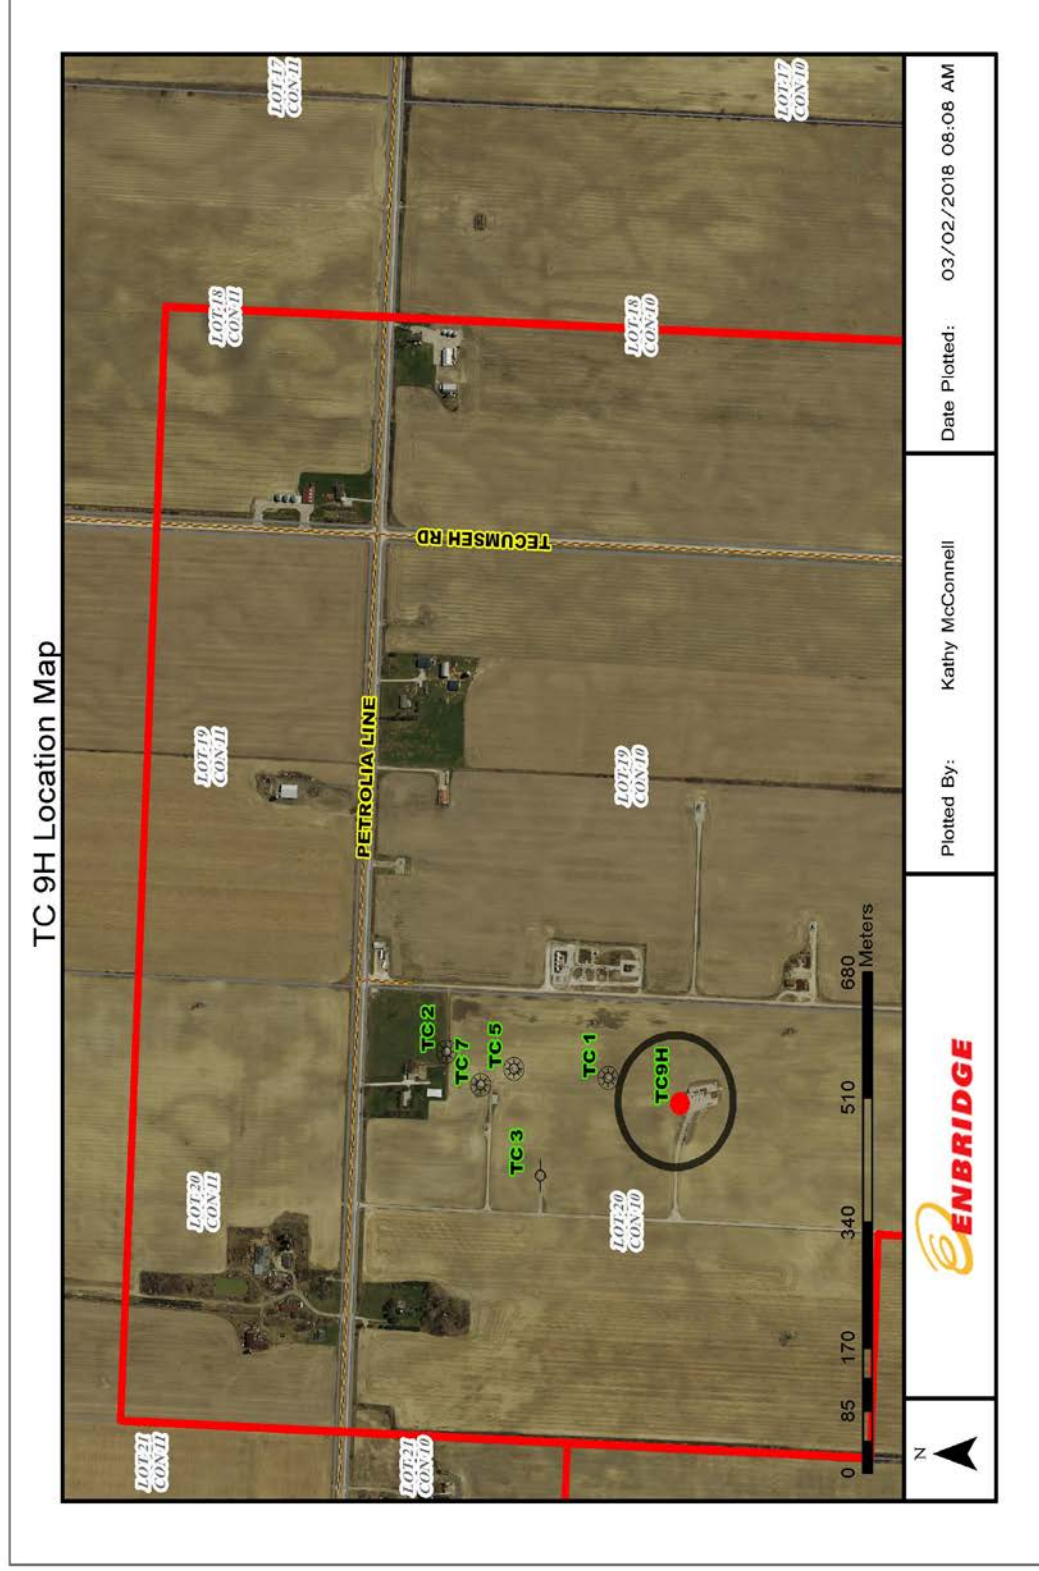 TC 9H Location Map
LOT 21
CON 11
LOT 20
CON 11
LOT 19
CON 11
LOT 18
CON 11
LOT 17
CON 11
PETROLIA LINE
TECUMSEH RD
TC 2
TC 7
TC 5
TC 1
TC 3
TC9H
LOT 21
CON 10
LOT 20
CON 10
LOT 19
CON 10
LOT 18
CON 10
LOT 17
CON 10
0 85 170 340 510 680
Meters
N
ENBRIDGE
Plotted By: Kathy McConnell
Date Plotted: 03/02/2018 08:08 AM